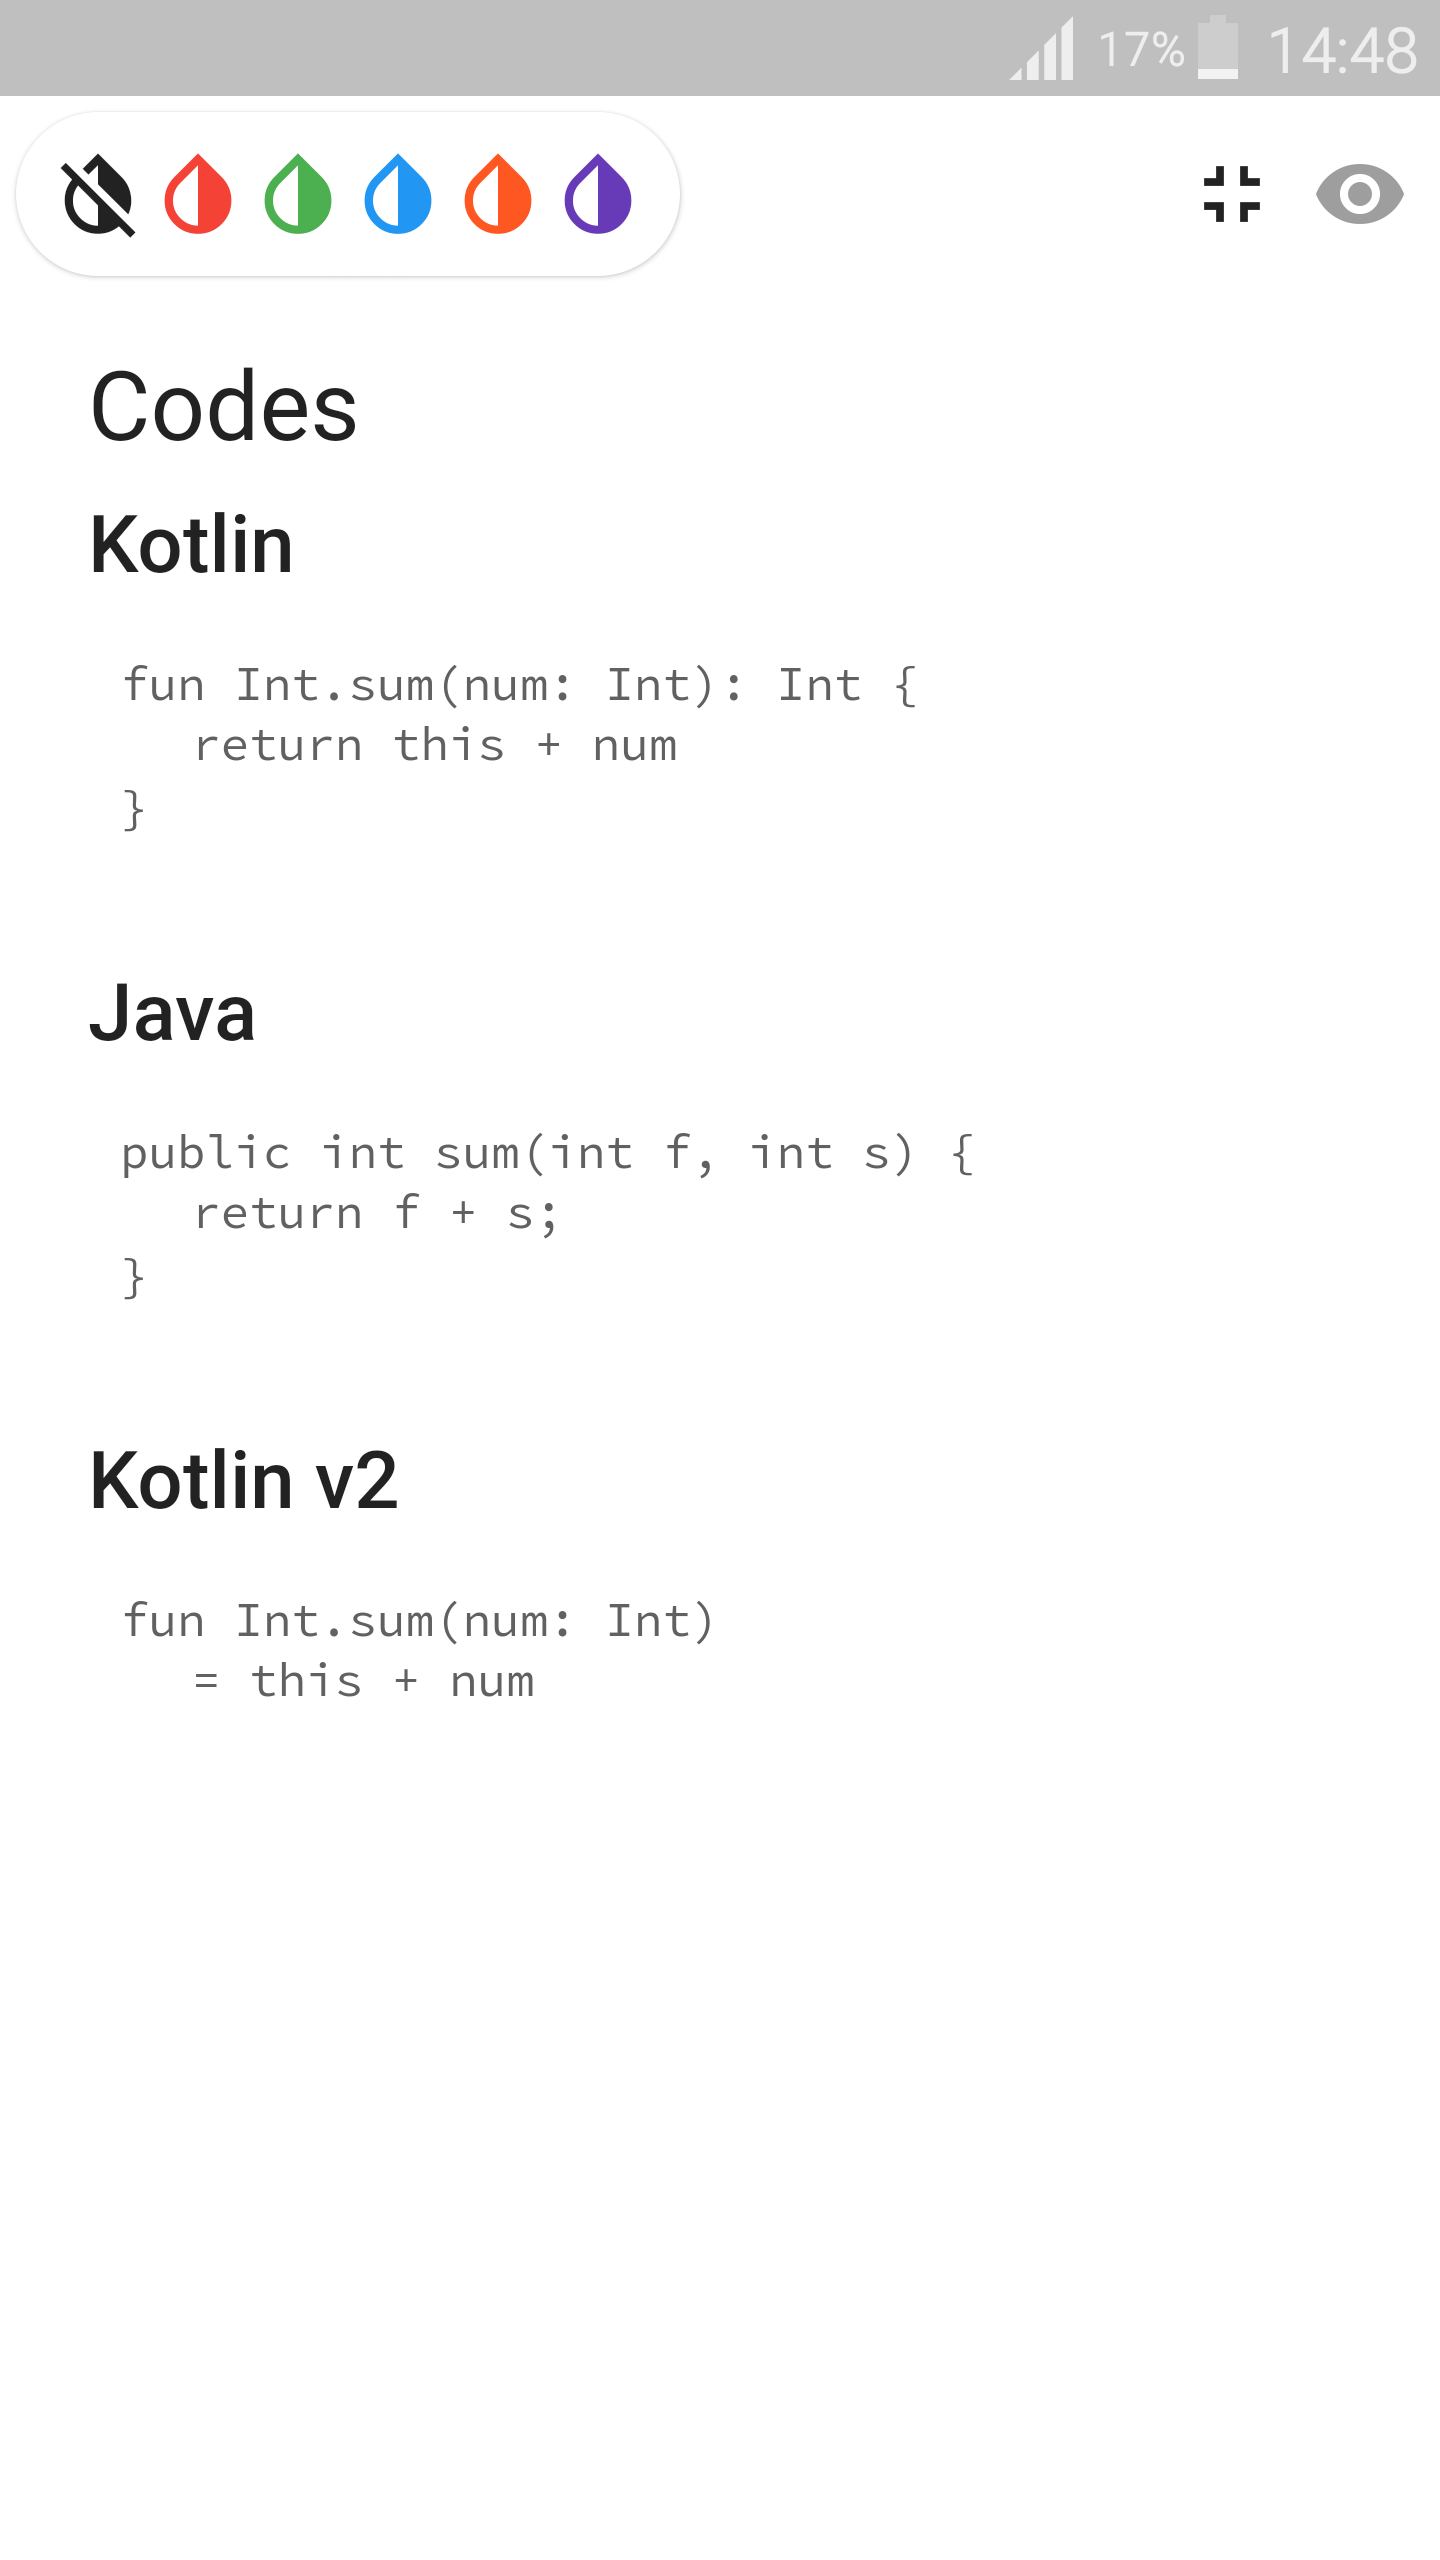 17% 14:48
Codes
Kotlin
fun Int.sum(num: Int): Int {
   return this + num
}
Java
public int sum(int f, int s) {
   return f + s;
}
Kotlin v2
fun Int.sum(num: Int)
   = this + num